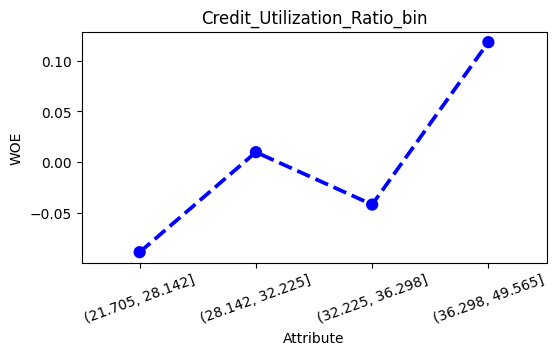 Credit_Utilization_Ratio_bin
WOE
0.10
0.05
0.00
−0.05
(21.705, 28.142]
(28.142, 32.225]
(32.225, 36.298]
(36.298, 49.565]
Attribute